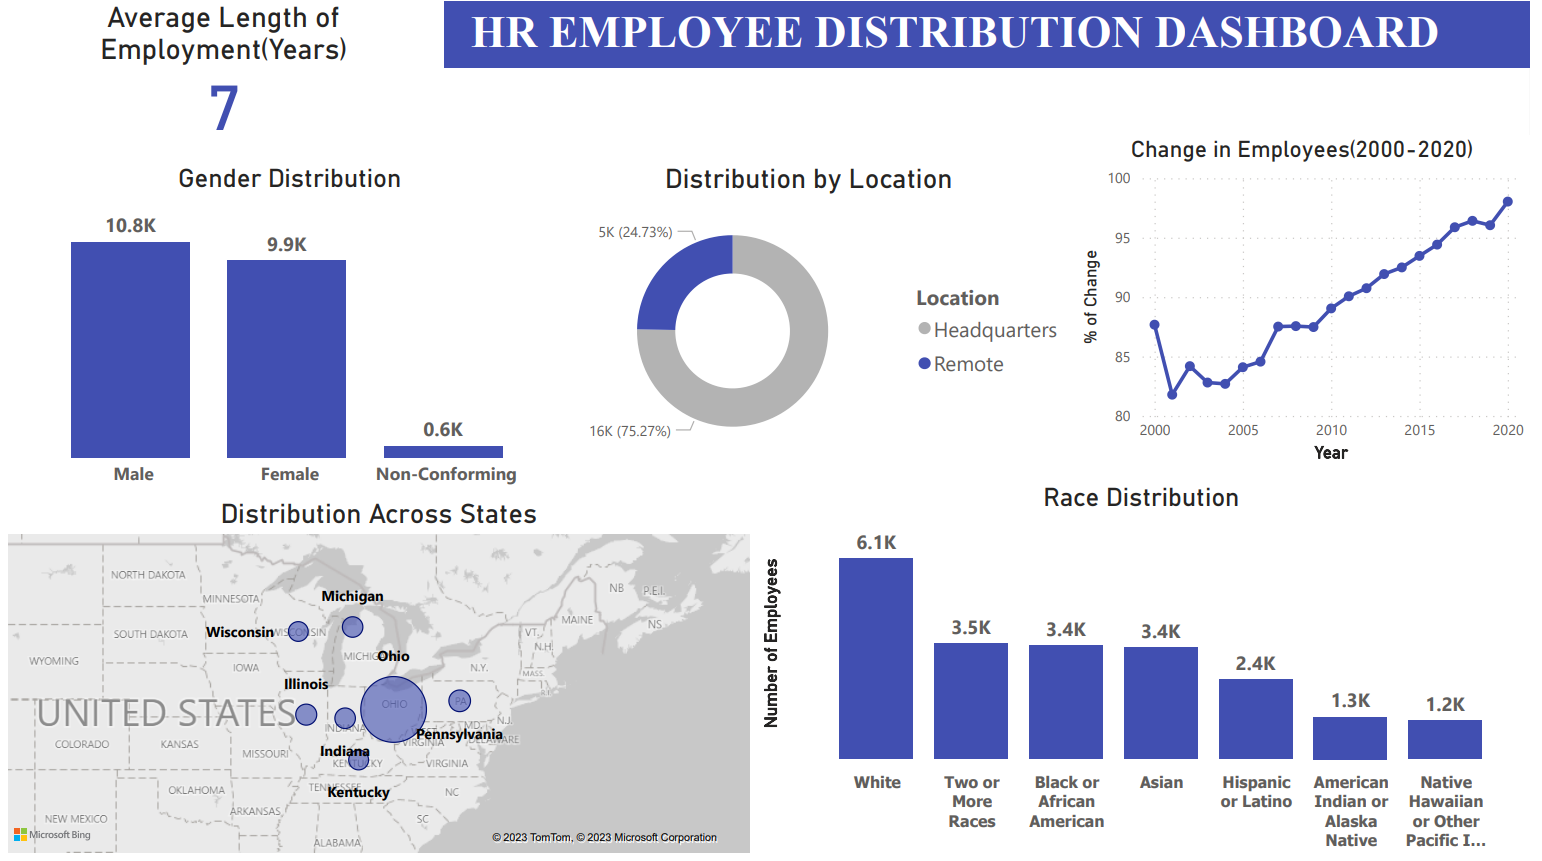 Average Length of
Employment(Years)
7
HR EMPLOYEE DISTRIBUTION DASHBOARD
Gender Distribution
10.8K
9.9K
0.6K
Male
Female
Non-Conforming
Distribution by Location
5K (24.73%)
16K (75.27%)
Location
Headquarters
Remote
Change in Employees(2000-2020)
% of Change
100
95
90
85
80
2000
2005
2010
2015
2020
Year
Distribution Across States
NORTH DAKOTA
MINNESOTA
SOUTH DAKOTA
WYOMING
IOWA
UNITED STATES
COLORADO
KANSAS
MISSOURI
OKLAHOMA
ARKANSAS
NEW MEXICO
TENNESSEE
ALABAMA
Michigan
Wisconsin
WISCONSIN
Ohio
Illinois
OHIO
INDIANA
Indiana
KENTUCKY
Kentucky
PA
Pennsylvania
VIRGINIA
VIRGINIA
NC
SC
MD.
N.J.
N.Y.
VT.
N.H.
MASS.
R.I.
MAINE
NB
P.E.I.
NS
Microsoft Bing
© 2023 TomTom, © 2023 Microsoft Corporation
Race Distribution
Number of Employees
6.1K
3.5K
3.4K
3.4K
2.4K
1.3K
1.2K
White
Two or
More
Races
Black or
African
American
Asian
Hispanic
or Latino
American
Indian or
Alaska
Native
Native
Hawaiian
or Other
Pacific I...